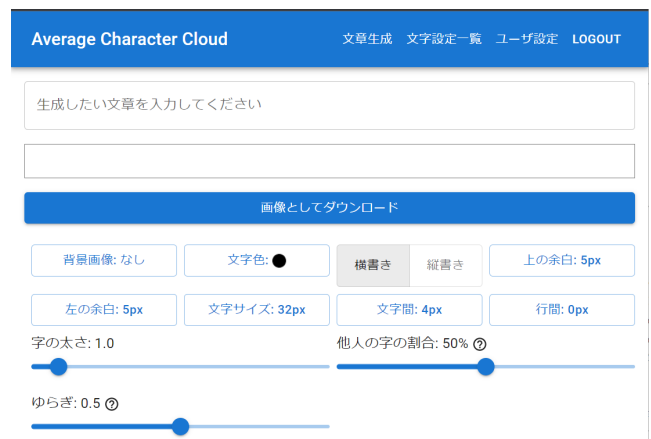 Average Character Cloud 文章生成 文字設定一覧 ユーザ設定 LOGOUT
生成したい文章を入力してください
画像としてダウンロード
背景画像: なし 文字色: 横書き 縦書き 上の余白: 5px
左の余白: 5px 文字サイズ: 32px 文字間: 4px 行間: 0px
字の太さ: 1.0 他人の字の割合: 50% ?
ゆらぎ: 0.5 ?